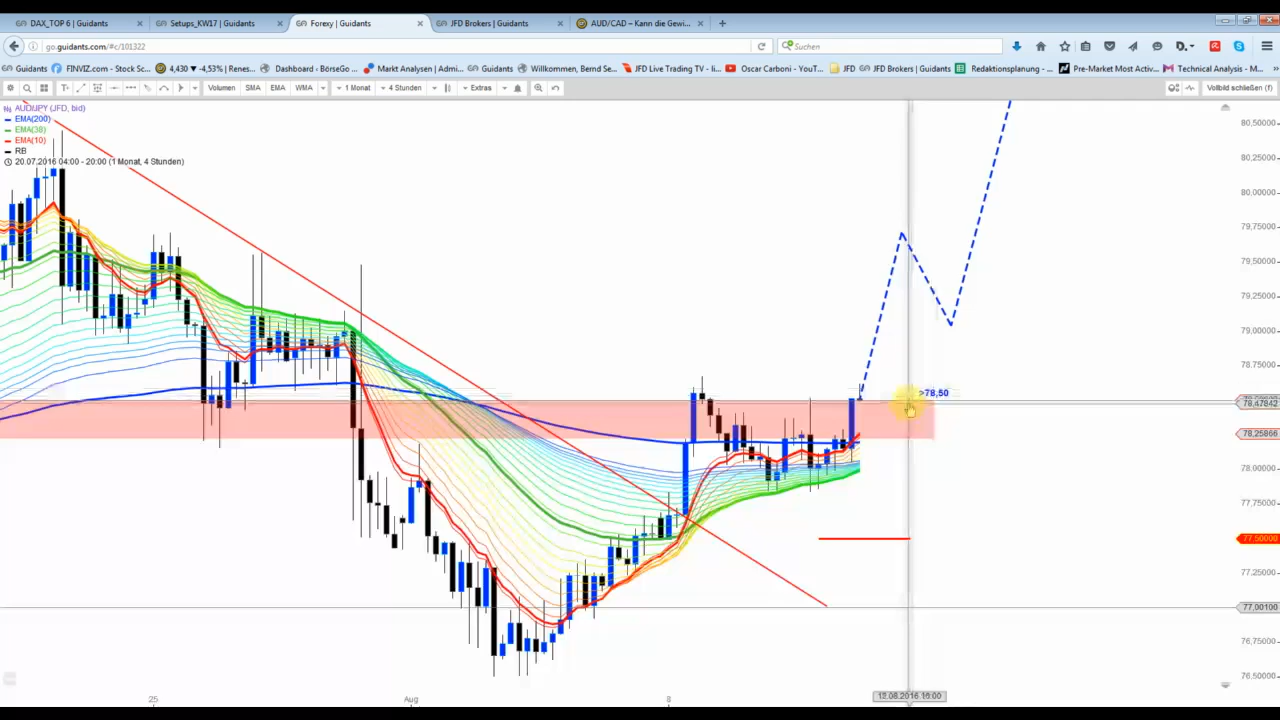 DAX_TOP 6 | Guidants
Setups_KW17 | Guidants
Forexy | Guidants
JFD Brokers | Guidants
AUD/CAD – Kann die Gewi...
go.guidants.com/#c/101322
Suchen
Guidants
FINVIZ.com - Stock Sc...
4,430 ▼ -4,53% | Renes...
Dashboard - BörseGo ...
Markt Analysen | Admi...
Guidants
Willkommen, Bernd Se...
JFD Live Trading TV - li...
Oscar Carboni - YouT...
JFD
JFD Brokers | Guidants
Redaktionsplanung - ...
Pre-Market Most Activ...
Technical Analysis - M...
Volumen
SMA
EMA
WMA
1 Monat
4 Stunden
Extras
Vollbild schließen (f)
AUD/JPY (JFD, bid)
EMA(200)
EMA(38)
EMA(10)
RB
20.07.2016 04:00 - 20:00 (1 Monat, 4 Stunden)
80,50000
80,25000
80,00000
79,75000
79,50000
79,25000
79,00000
78,75000
>78,50
78,47842
78,25866
78,00000
77,75000
77,50000
77,25000
77,00100
76,75000
76,50000
25
Aug
8
12.08.2016 16:00